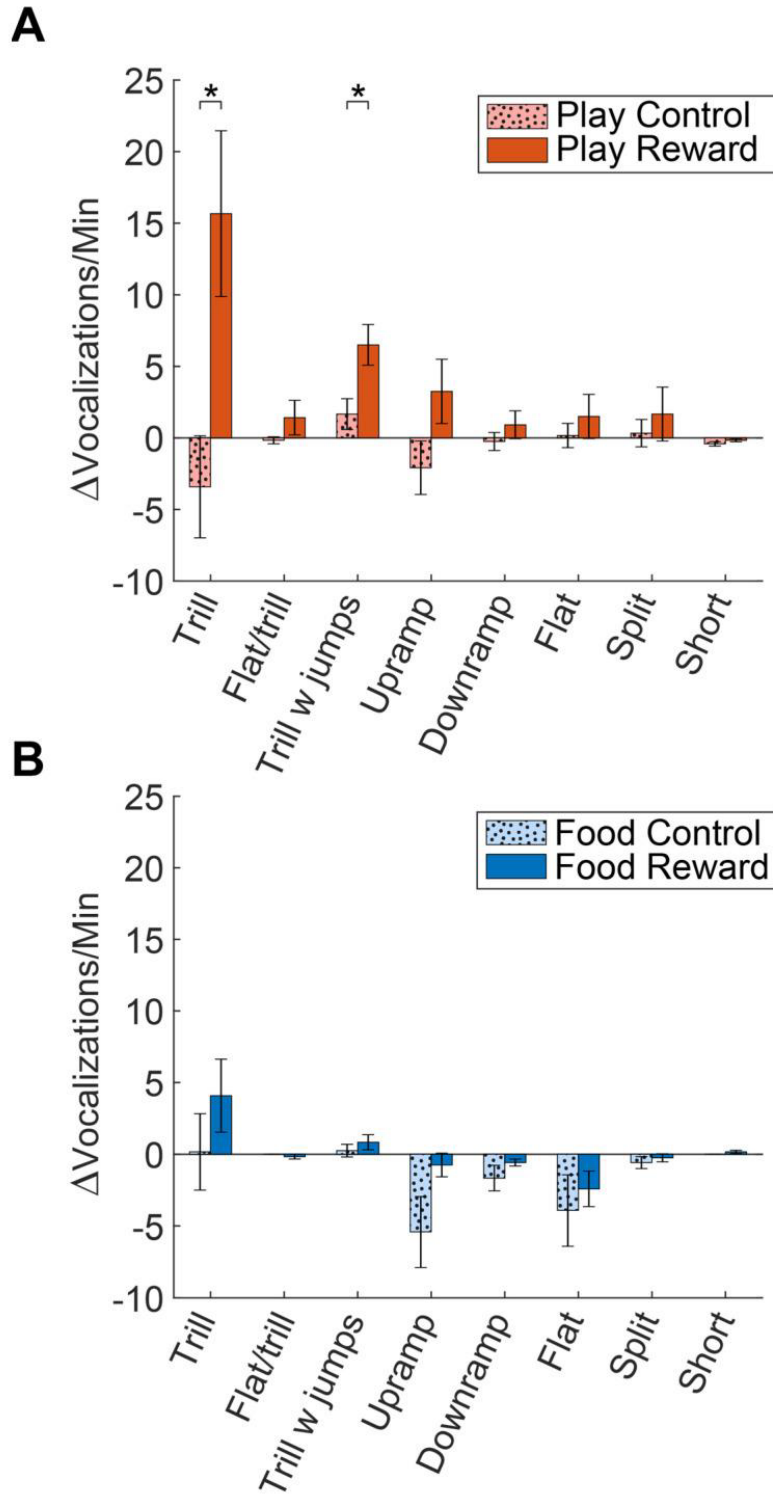 A
25
20
15
10
5
0
-5
-10
ΔVocalizations/Min
* *
Play Control
Play Reward
Trill
Flat/trill
Trill w jumps
Upramp
Downramp
Flat
Split
Short
B
25
20
15
10
5
0
-5
-10
ΔVocalizations/Min
Food Control
Food Reward
Trill
Flat/trill
Trill w jumps
Upramp
Downramp
Flat
Split
Short